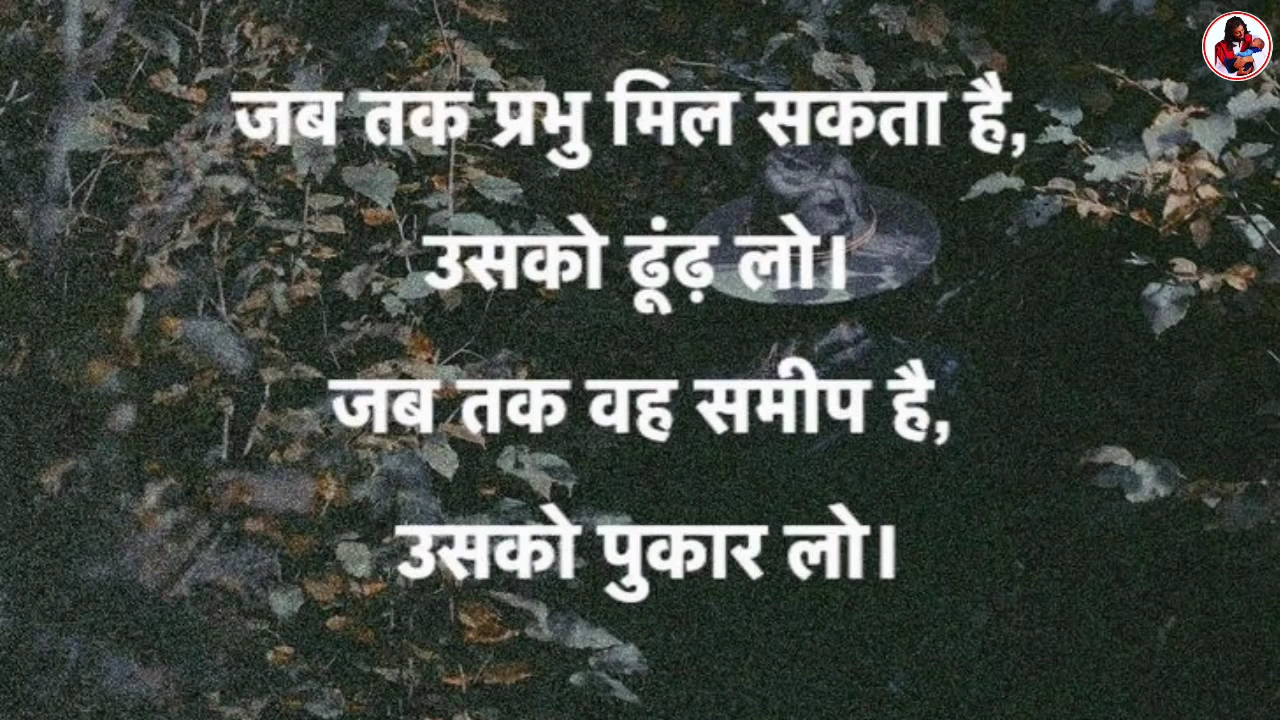 जब तक प्रभु मिल सकता है,
उसको ढूंढ़ लो।
जब तक वह समीप है,
उसको पुकार लो।